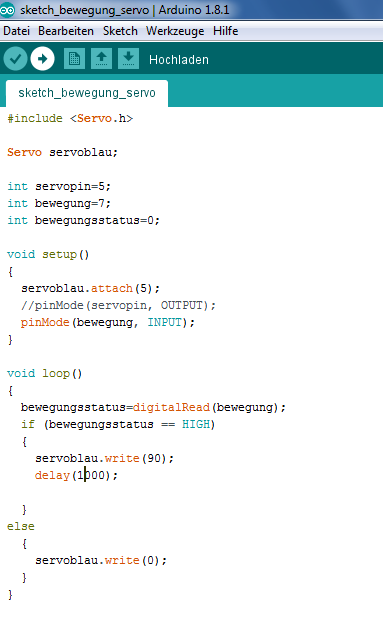 sketch_bewegung_servo | Arduino 1.8.1
Datei Bearbeiten Sketch Werkzeuge Hilfe
Hochladen
sketch_bewegung_servo
#include <Servo.h>
Servo servoblau;
int servopin=5;
int bewegung=7;
int bewegungsstatus=0;
void setup()
{
servoblau.attach(5);
//pinMode(servopin, OUTPUT);
pinMode(bewegung, INPUT);
}
void loop()
{
bewegungsstatus=digitalRead(bewegung);
if (bewegungsstatus == HIGH)
{
servoblau.write(90);
delay(1000);
}
else
{
servoblau.write(0);
}
}